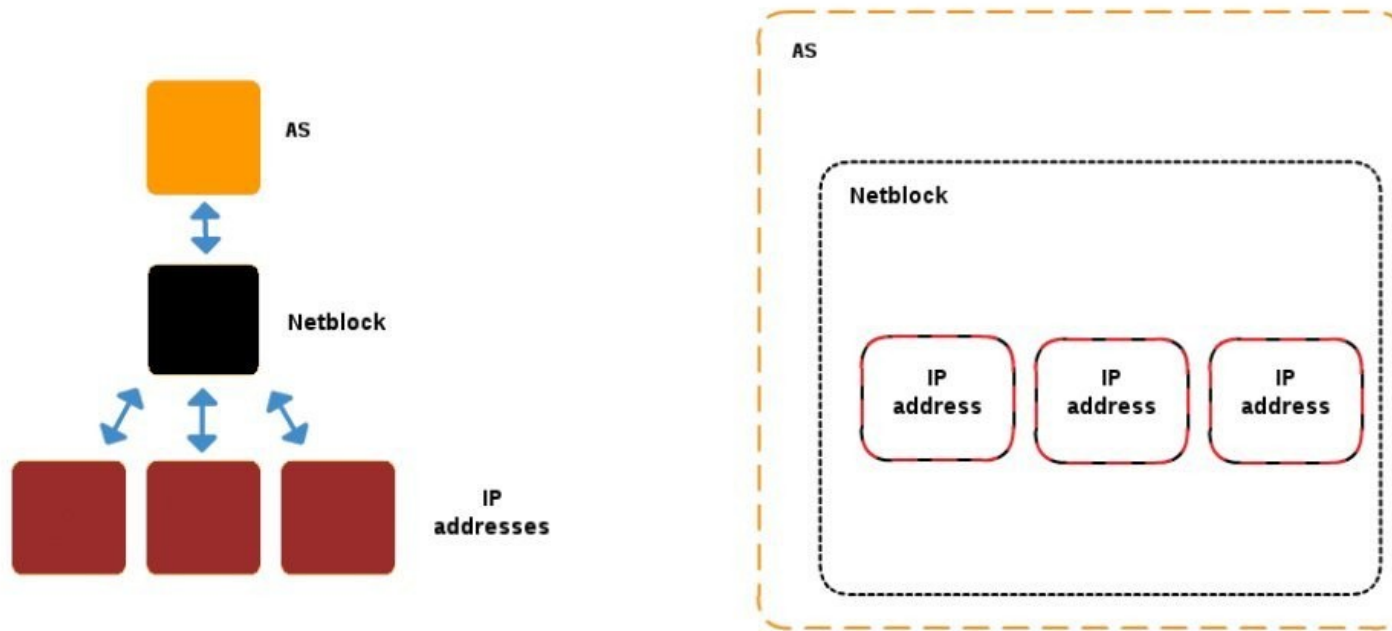 AS
Netblock
IP
addresses
AS
Netblock
IP
address
IP
address
IP
address